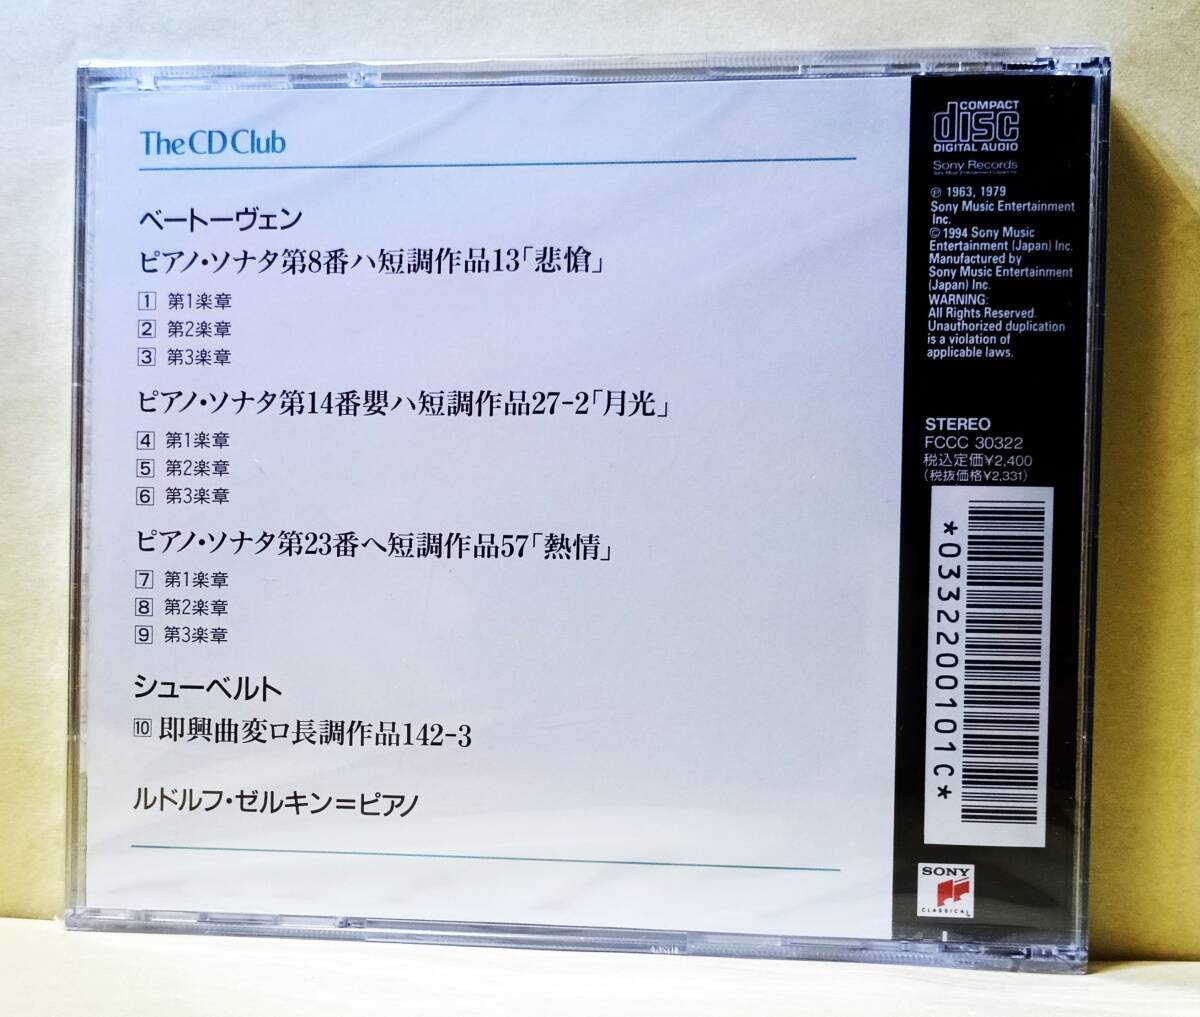 The CD Club
ベートーヴェン
ピアノ・ソナタ第8番ハ短調作品13「悲愴」
1 第1楽章
2 第2楽章
3 第3楽章
ピアノ・ソナタ第14番嬰ハ短調作品27-2「月光」
4 第1楽章
5 第2楽章
6 第3楽章
ピアノ・ソナタ第23番ヘ短調作品57「熱情」
7 第1楽章
8 第2楽章
9 第3楽章
シューベルト
10 即興曲変ロ長調作品142-3
ルドルフ・ゼルキン=ピアノ
COMPACT
disc
DIGITAL AUDIO
Sony Records
Ⓟ 1963, 1979
Sony Music Entertainment
Inc.
© 1994 Sony Music
Entertainment (Japan) Inc.
Manufactured by
Sony Music Entertainment
(Japan) Inc.
WARNING:
All Rights Reserved.
Unauthorized duplication
is a violation of
applicable laws.
STEREO
FCCC 30322
税込定価¥2,400
(税抜価格¥2,331)
*0332200101C*
SONY
CLASSICAL